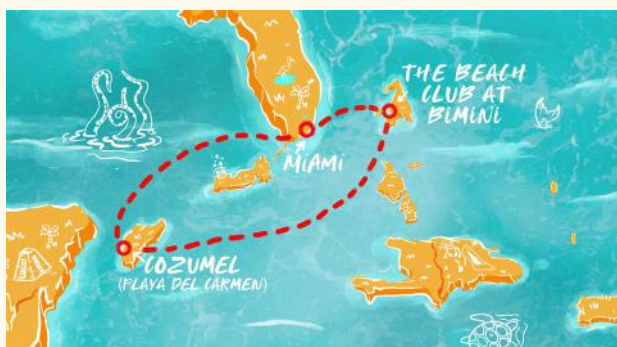 THE BEACH
CLUB AT
BIMINI
MIAMI
COZUMEL
(PLAYA DEL CARMEN)